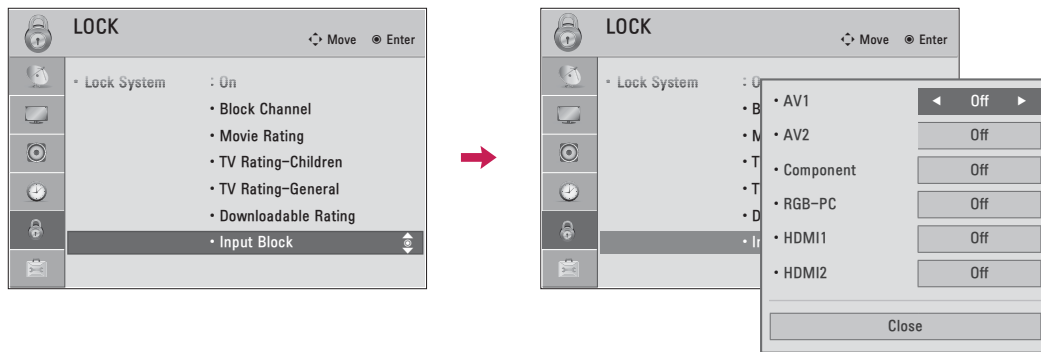 LOCK
Move Enter
• Lock System : On
• Block Channel
• Movie Rating
• TV Rating-Children
• TV Rating-General
• Downloadable Rating
• Input Block
LOCK
Move Enter
• Lock System : O
• B
• M
• T
• T
• D
• In
• AV1 ◄ Off ►
• AV2 Off
• Component Off
• RGB-PC Off
• HDMI1 Off
• HDMI2 Off
Close